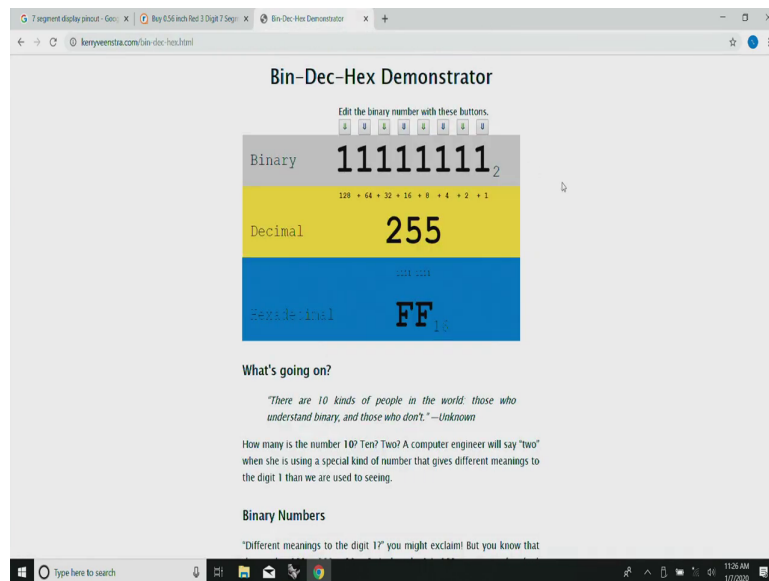 7 segment display pinout - Goog
Buy 0.56 inch Red 3 Digit 7 Segm
Bin-Dec-Hex Demonstrator
kerryveenstra.com/bin-dec-hex.html
Bin-Dec-Hex Demonstrator
Edit the binary number with these buttons.
Binary 11111111 2
128 + 64 + 32 + 16 + 8 + 4 + 2 + 1
Decimal 255
1111 1111
Hexadecimal FF 16
What's going on?
"There are 10 kinds of people in the world: those who
understand binary, and those who don't." —Unknown
How many is the number 10? Ten? Two? A computer engineer will say "two"
when she is using a special kind of number that gives different meanings to
the digit 1 than we are used to seeing.
Binary Numbers
"Different meanings to the digit 1?" you might exclaim! But you know that
Type here to search
11:26 AM
1/7/2020